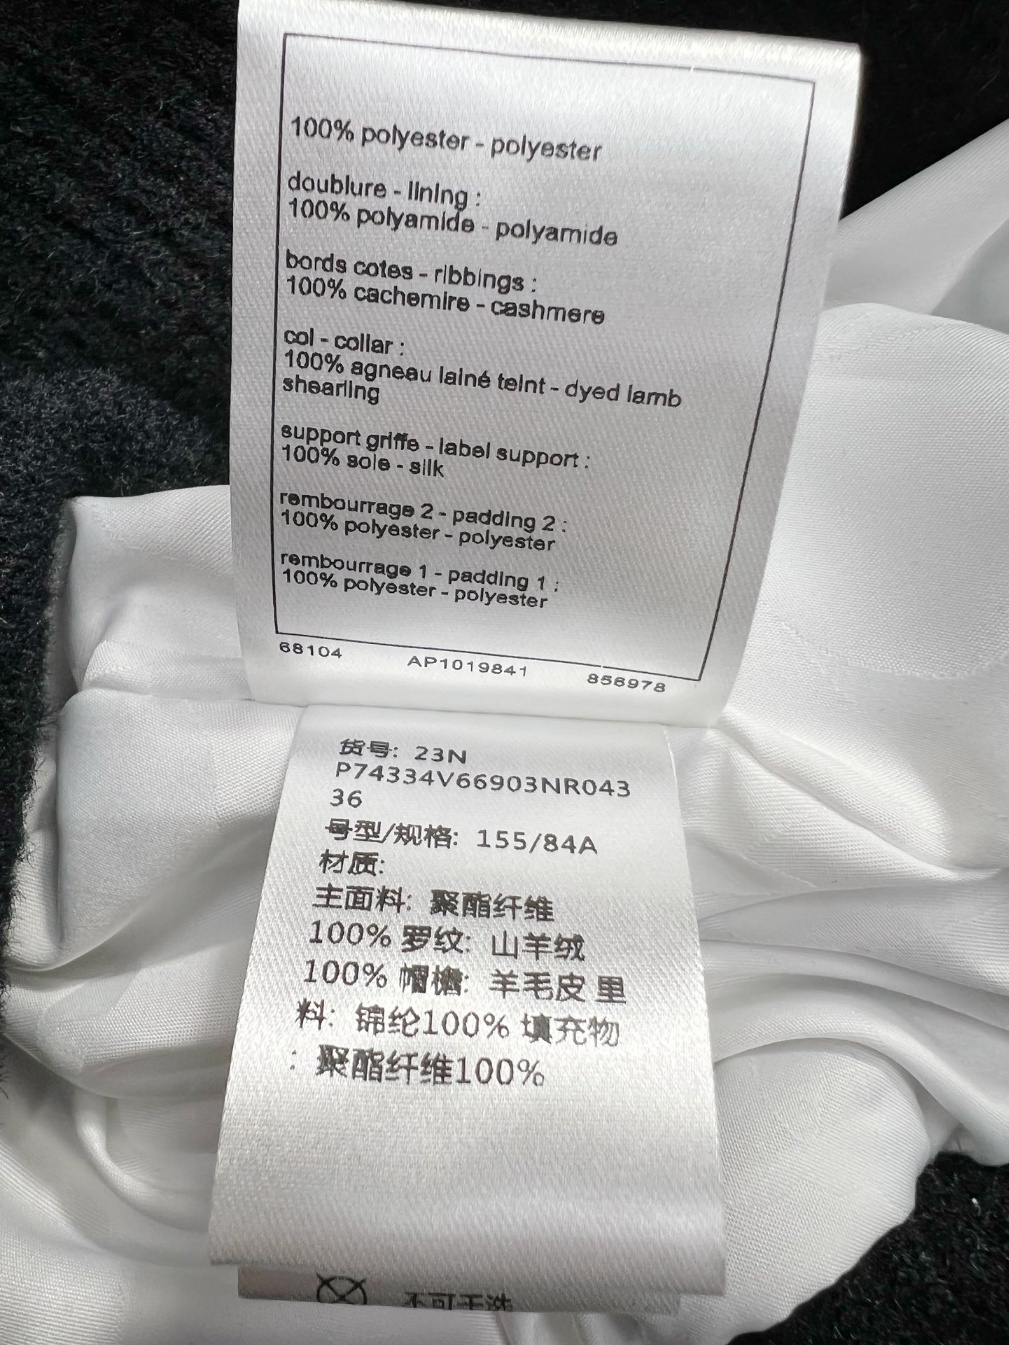 100% polyester - polyester
doublure - lining :
100% polyamide - polyamide
bords cotes - ribbings :
100% cachemire - cashmere
col - collar :
100% agneau lainé teint - dyed lamb
shearling
support griffe - label support :
100% soie - silk
rembourrage 2 - padding 2 :
100% polyester - polyester
rembourrage 1 - padding 1 :
100% polyester - polyester
68104 AP1019841 856978
货号: 23N
P74334V66903NR043
36
号型/规格: 155/84A
材质:
主面料: 聚酯纤维
100% 罗纹: 山羊绒
100% 帽檐: 羊毛皮 里
料: 锦纶100% 填充物
: 聚酯纤维100%
不可干洗